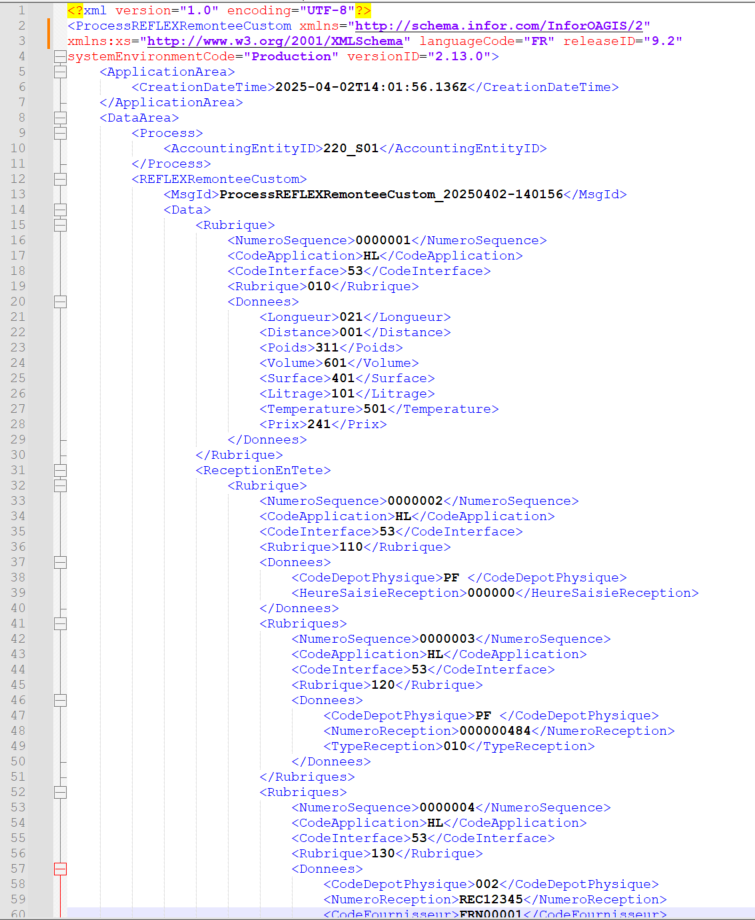 1 <?xml version="1.0" encoding="UTF-8"?>
2 <ProcessREFLEXRemonteeCustom xmlns="http://schema.infor.com/InforOAGIS/2"
3 xmlns:xs="http://www.w3.org/2001/XMLSchema" languageCode="FR" releaseID="9.2"
4 systemEnvironmentCode="Production" versionID="2.13.0">
5 <ApplicationArea>
6 <CreationDateTime>2025-04-02T14:01:56.136Z</CreationDateTime>
7 </ApplicationArea>
8 <DataArea>
9 <Process>
10 <AccountingEntityID>220_S01</AccountingEntityID>
11 </Process>
12 <REFLEXRemonteeCustom>
13 <MsgId>ProcessREFLEXRemonteeCustom_20250402-140156</MsgId>
14 <Data>
15 <Rubrique>
16 <NumeroSequence>0000001</NumeroSequence>
17 <CodeApplication>HL</CodeApplication>
18 <CodeInterface>53</CodeInterface>
19 <Rubrique>010</Rubrique>
20 <Donnees>
21 <Longueur>021</Longueur>
22 <Distance>001</Distance>
23 <Poids>311</Poids>
24 <Volume>601</Volume>
25 <Surface>401</Surface>
26 <Litrage>101</Litrage>
27 <Temperature>501</Temperature>
28 <Prix>241</Prix>
29 </Donnees>
30 </Rubrique>
31 <ReceptionEnTete>
32 <Rubrique>
33 <NumeroSequence>0000002</NumeroSequence>
34 <CodeApplication>HL</CodeApplication>
35 <CodeInterface>53</CodeInterface>
36 <Rubrique>110</Rubrique>
37 <Donnees>
38 <CodeDepotPhysique>PF </CodeDepotPhysique>
39 <HeureSaisieReception>000000</HeureSaisieReception>
40 </Donnees>
41 <Rubriques>
42 <NumeroSequence>0000003</NumeroSequence>
43 <CodeApplication>HL</CodeApplication>
44 <CodeInterface>53</CodeInterface>
45 <Rubrique>120</Rubrique>
46 <Donnees>
47 <CodeDepotPhysique>PF </CodeDepotPhysique>
48 <NumeroReception>000000484</NumeroReception>
49 <TypeReception>010</TypeReception>
50 </Donnees>
51 </Rubriques>
52 <Rubriques>
53 <NumeroSequence>0000004</NumeroSequence>
54 <CodeApplication>HL</CodeApplication>
55 <CodeInterface>53</CodeInterface>
56 <Rubrique>130</Rubrique>
57 <Donnees>
58 <CodeDepotPhysique>002</CodeDepotPhysique>
59 <NumeroReception>REC12345</NumeroReception>
60 <CodeFournisseur>FRN00001</CodeFournisseur>